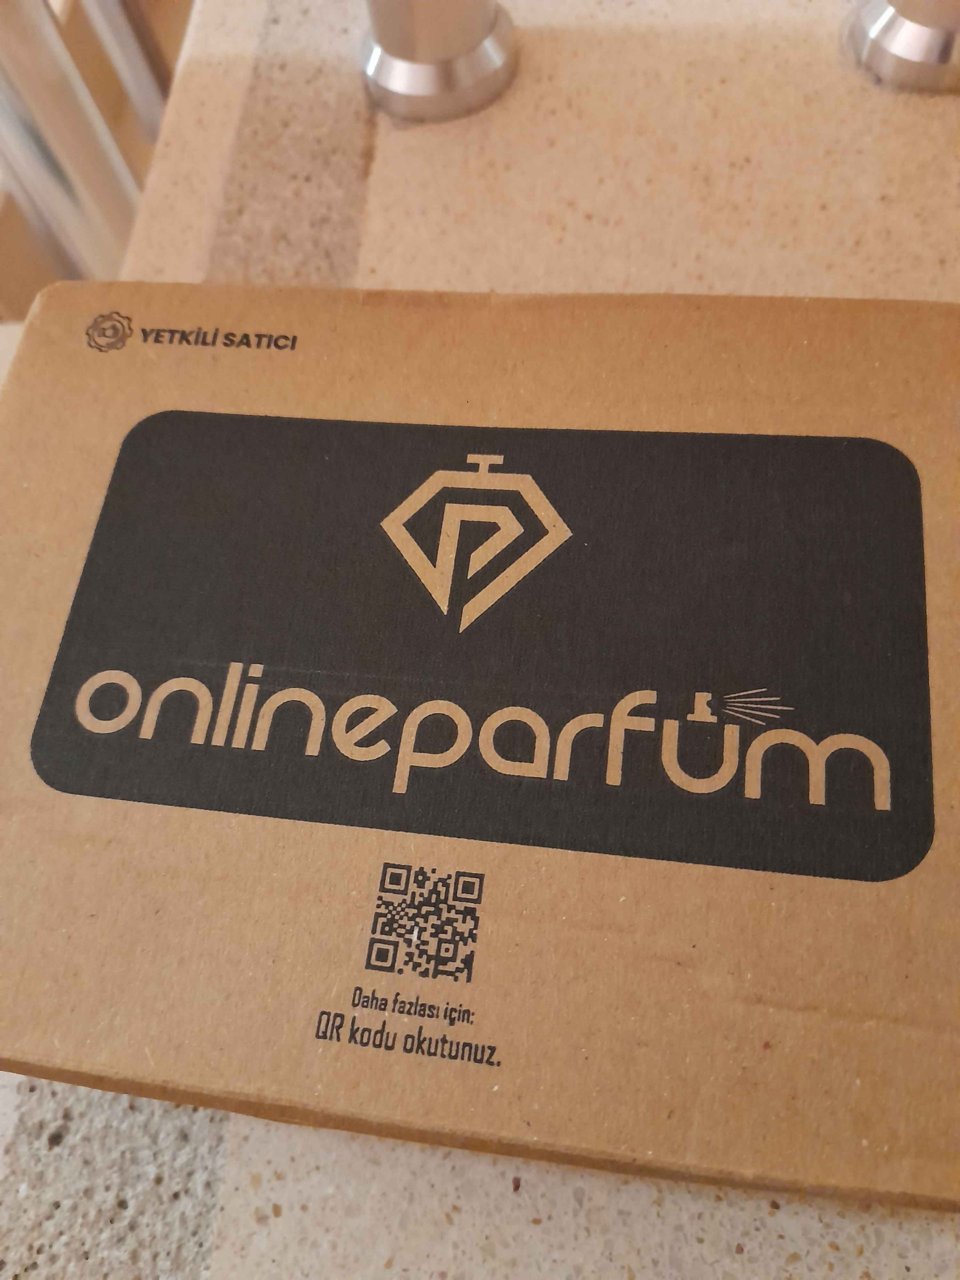 YETKİLİ SATICI
onlineparfüm
Daha fazlası için:
QR kodu okutunuz.